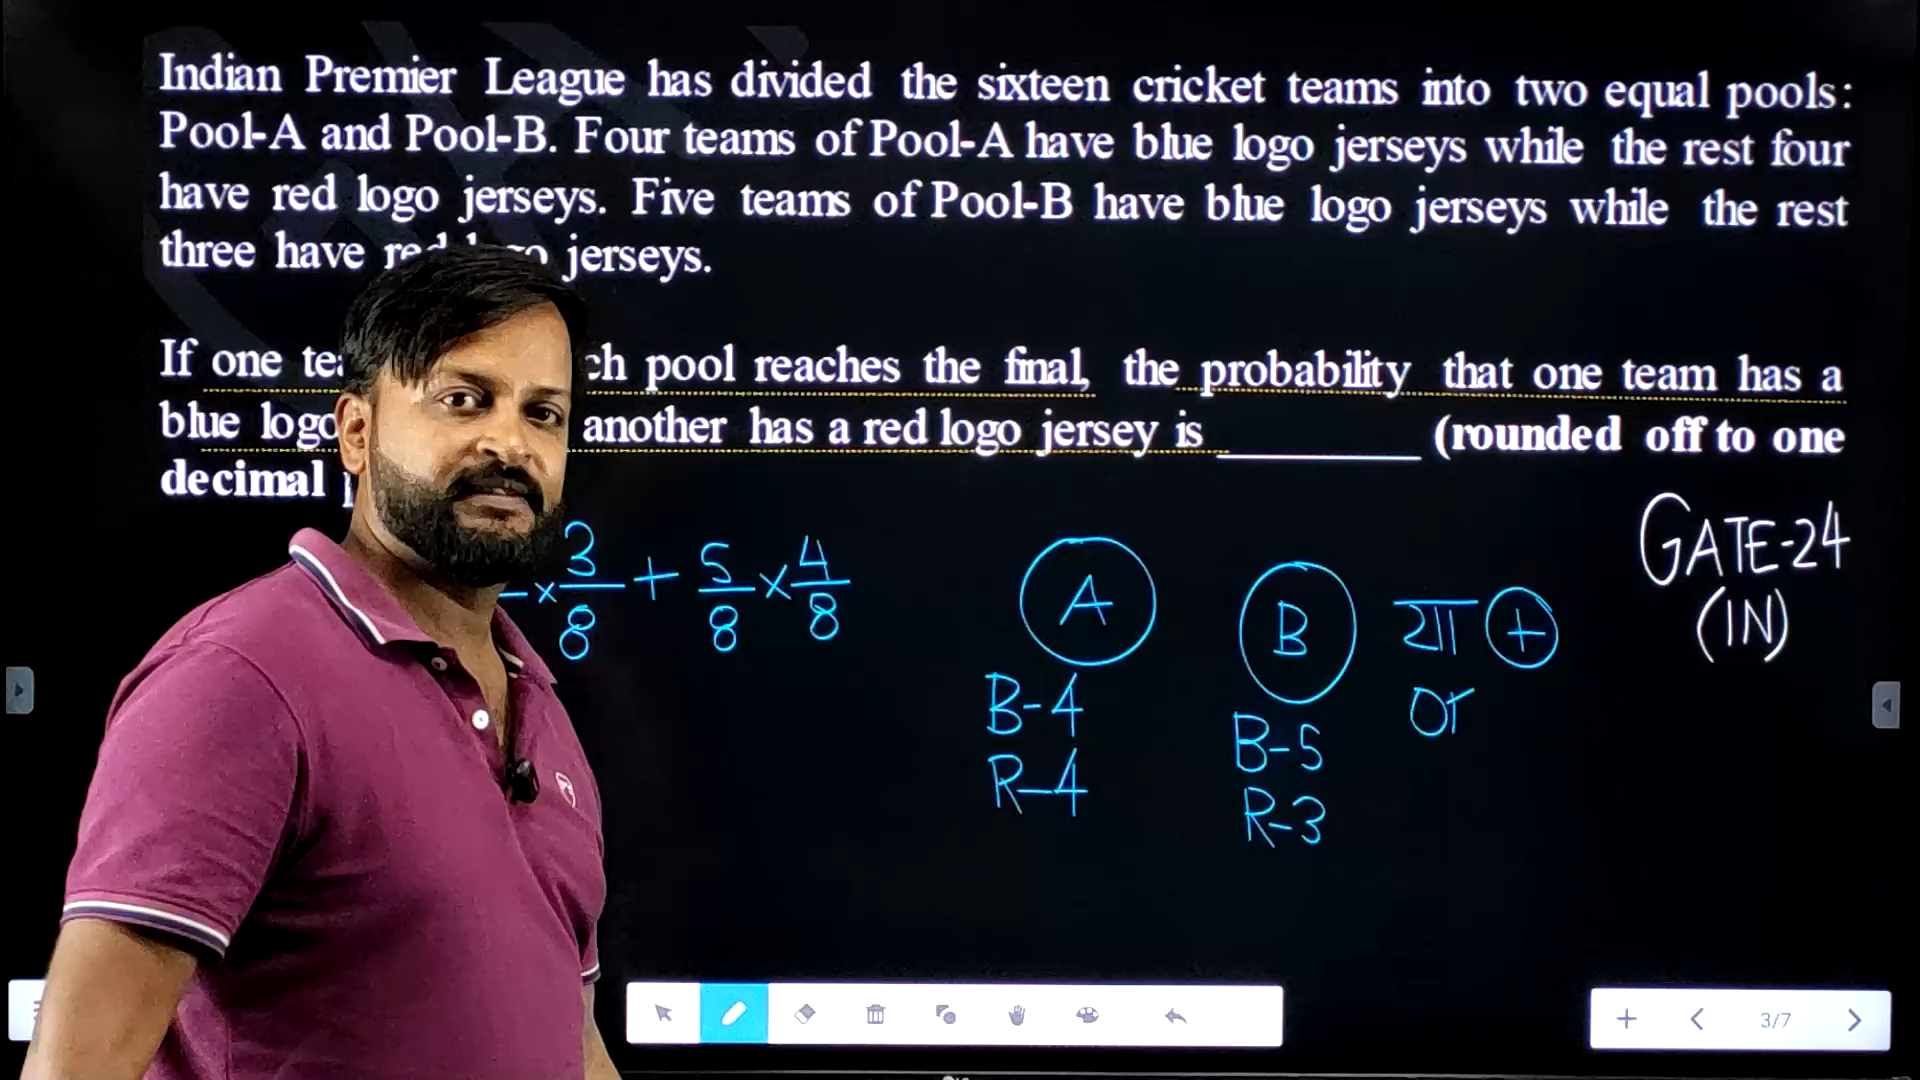 Indian Premier League has divided the sixteen cricket teams into two equal pools:
Pool-A and Pool-B. Four teams of Pool-A have blue logo jerseys while the rest four
have red logo jerseys. Five teams of Pool-B have blue logo jerseys while the rest
three have jerseys.
If one pool reaches the final, the probability that one team has a
blue another has a red logo jersey is ________ (rounded off to one
decimal
× 3/8 + 5/8 × 4/8
A
B-4
R-4
B
B-5
R-3
या +
or
GATE-24
(IN)
3/7